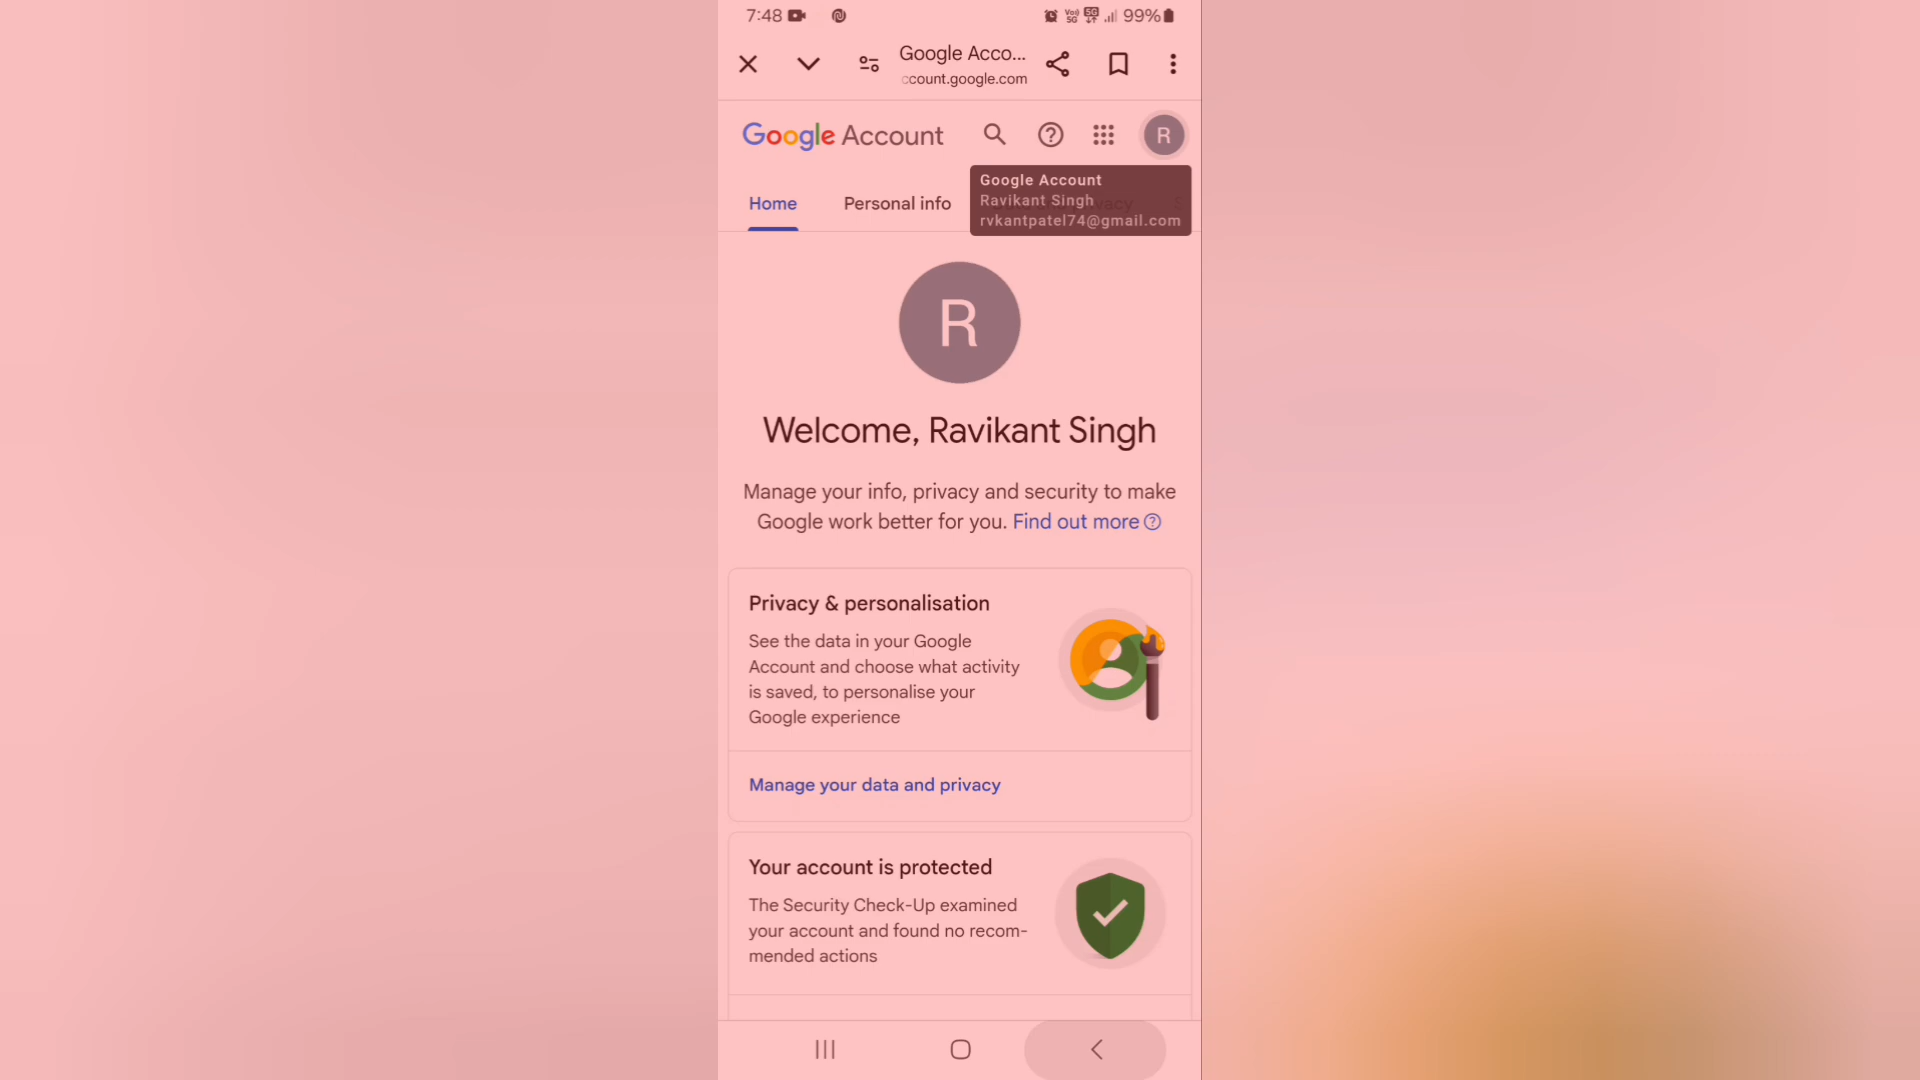 7:48
Vo)) 5G 5G 99%
Google Acco...
ccount.google.com
Google Account
R
Google Account
Ravikant Singh
rvkantpatel74@gmail.com
Home Personal info
R
Welcome, Ravikant Singh
Manage your info, privacy and security to make
Google work better for you. Find out more
Privacy & personalisation
See the data in your Google
Account and choose what activity
is saved, to personalise your
Google experience
Manage your data and privacy
Your account is protected
The Security Check-Up examined
your account and found no recom-
mended actions